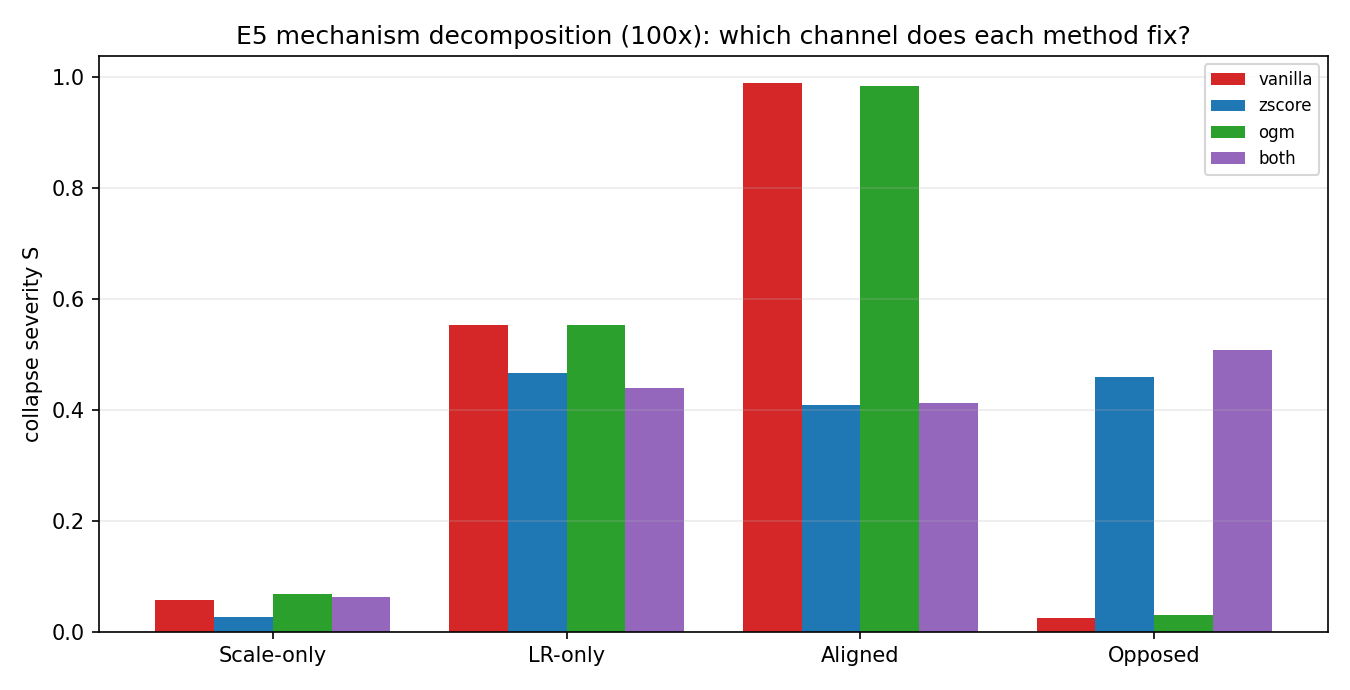 E5 mechanism decomposition (100x): which channel does each method fix?
collapse severity S
1.0
0.8
0.6
0.4
0.2
0.0
vanilla
zscore
ogm
both
Scale-only
LR-only
Aligned
Opposed